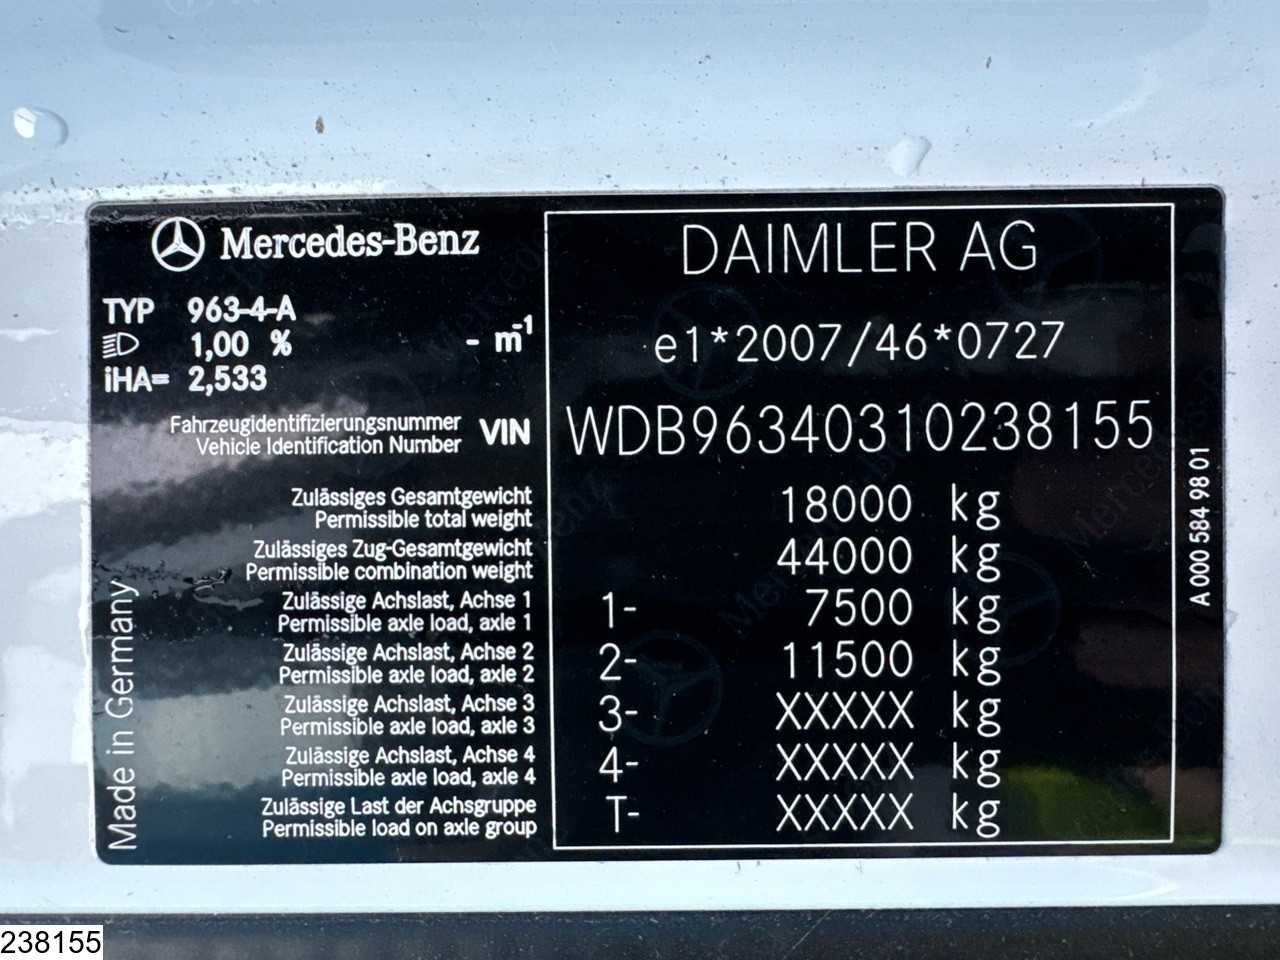 Mercedes-Benz
TYP 963-4-A
1,00 % - m-1
iHA= 2,533
Fahrzeugidentifizierungsnummer
Vehicle Identification Number VIN
Zulässiges Gesamtgewicht
Permissible total weight
Zulässiges Zug-Gesamtgewicht
Permissible combination weight
Zulässige Achslast, Achse 1
Permissible axle load, axle 1
Zulässige Achslast, Achse 2
Permissible axle load, axle 2
Zulässige Achslast, Achse 3
Permissible axle load, axle 3
Zulässige Achslast, Achse 4
Permissible axle load, axle 4
Zulässige Last der Achsgruppe
Permissible load on axle group
Made in Germany
DAIMLER AG
e1*2007/46*0727
WDB96340310238155
18000 kg
44000 kg
1- 7500 kg
2- 11500 kg
3- XXXXX kg
4- XXXXX kg
T- XXXXX kg
A 000 584 98 01
238155